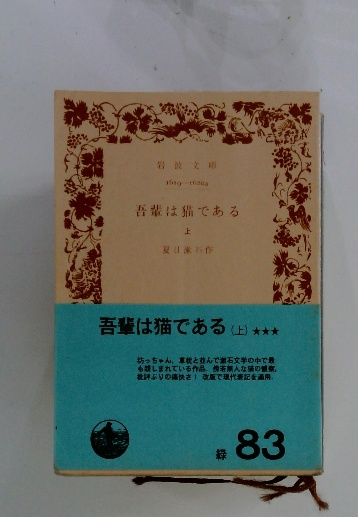 岩波文庫
吾輩は猫である
上
夏目漱石作
吾輩は猫である（上）★★★
坊っちゃん、草枕と並んで漱石文学の中で最
も親しまれている作品。傍若無人な猫の観察、
批評ぶりの痛快さ！ 改版で現代表記を適用。
緑 83